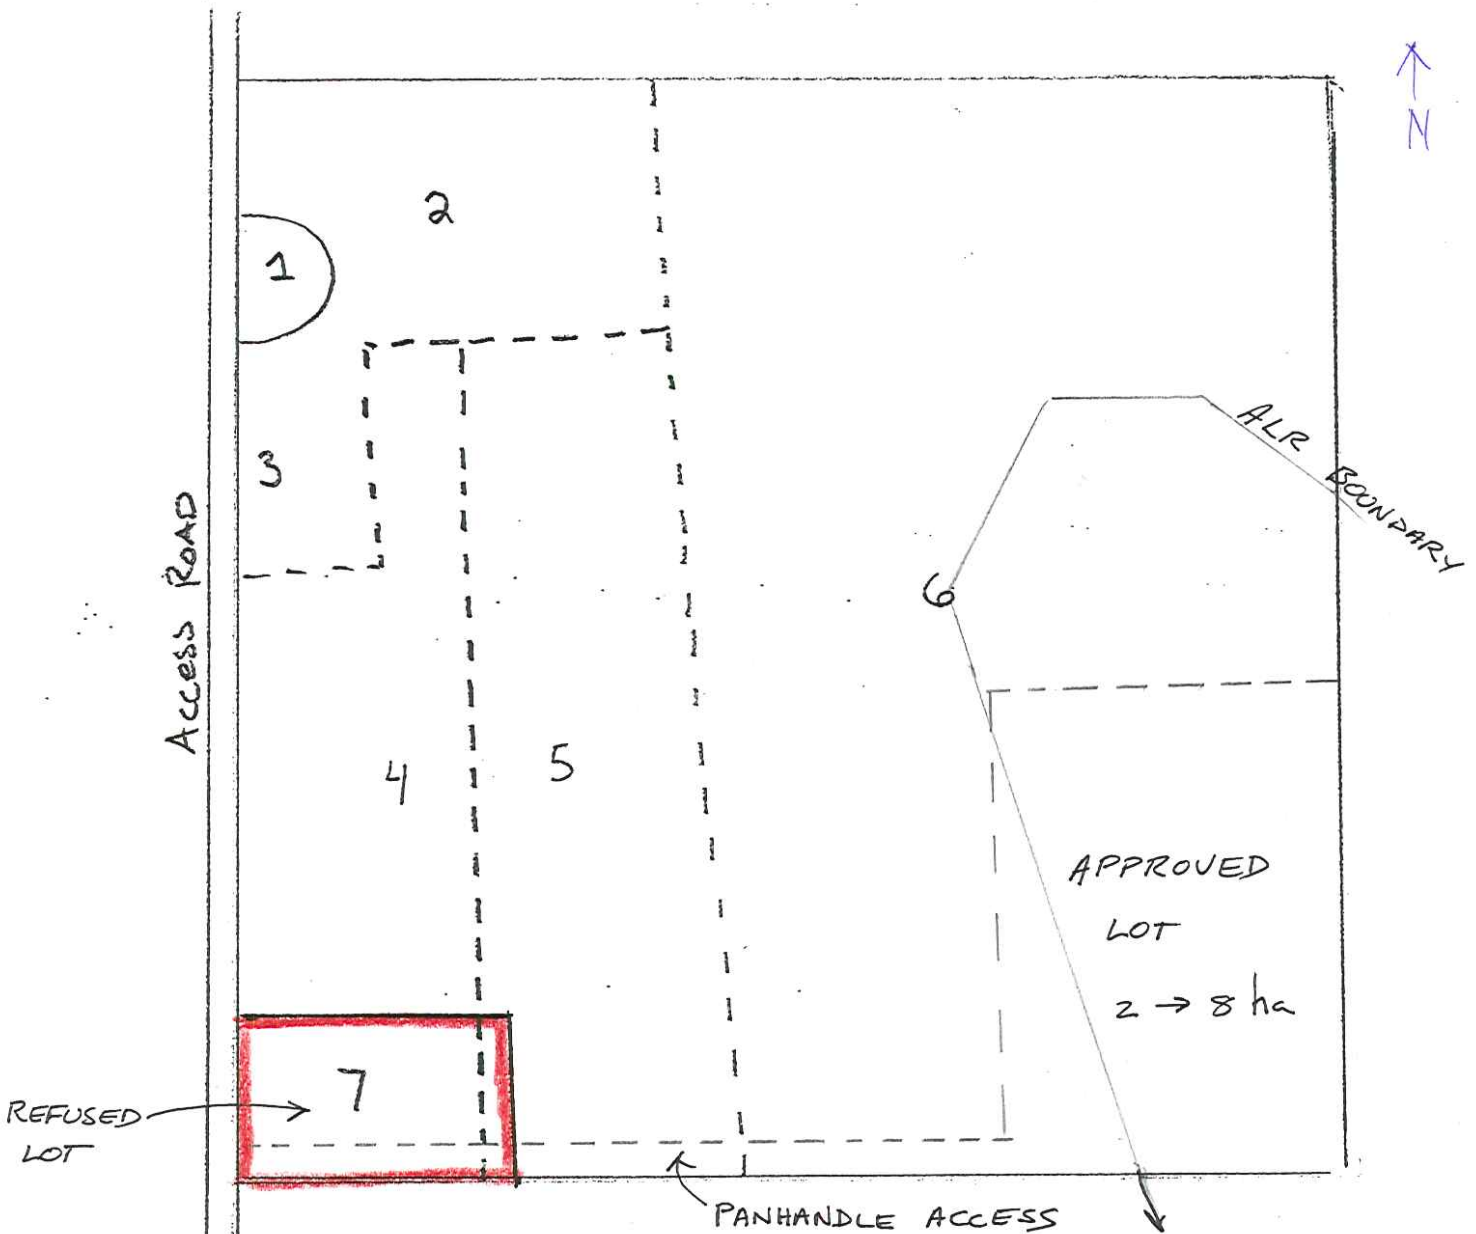 N
2
1
ALR BOUNDARY
3
ACCESS ROAD
6
4
5
APPROVED
LOT
2 → 8 ha
7
REFUSED
LOT
PANHANDLE ACCESS